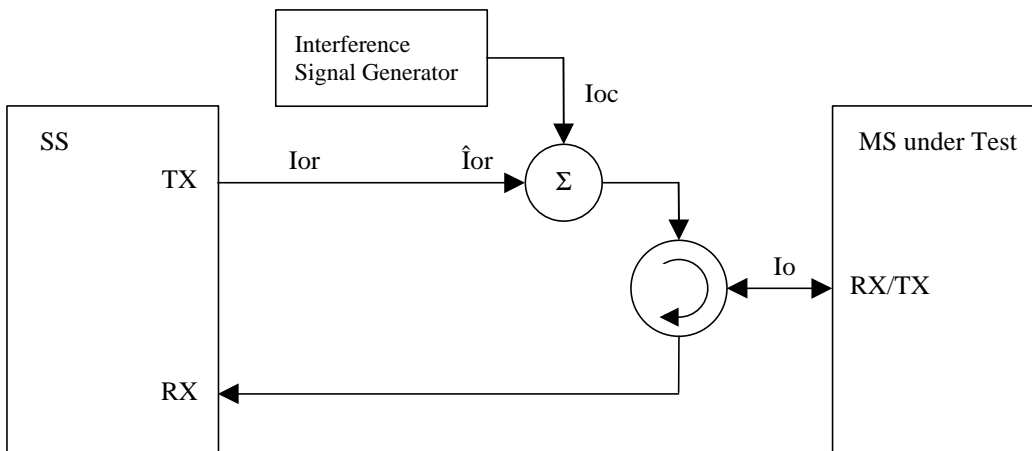 Interference
Signal Generator
Ioc
SS
MS under Test
TX
Ior
Îor
Σ
Io
RX/TX
RX